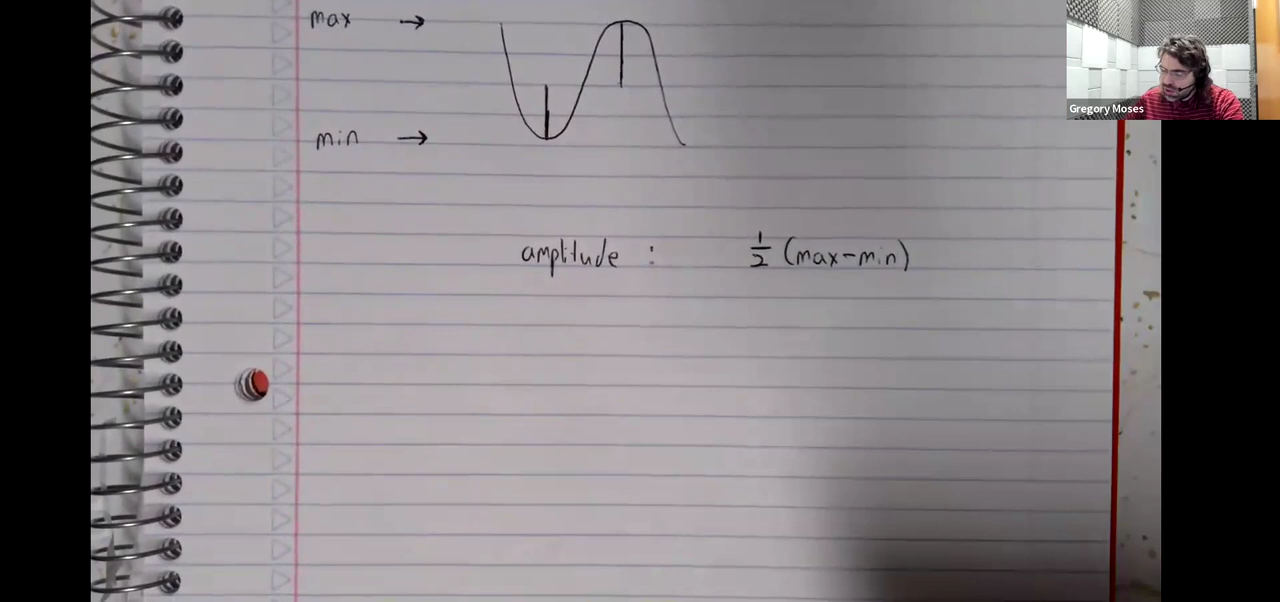 max →
min →
amplitude : 1/2 (max-min)
Gregory Moses